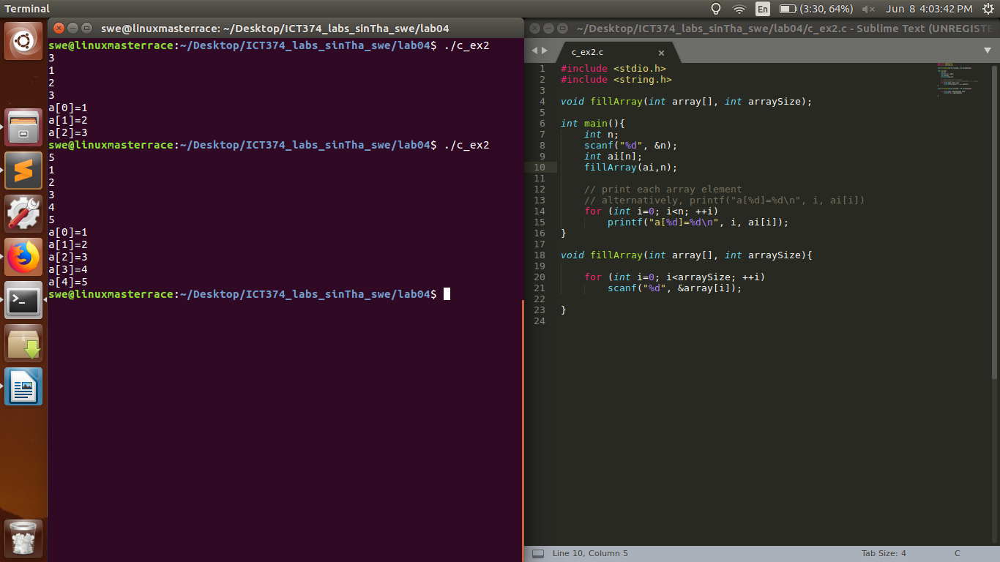 Terminal
En
(3:30, 64%)
Jun 8 4:03:42 PM
swe@linuxmasterrace: ~/Desktop/ICT374_labs_sinTha_swe/lab04
swe@linuxmasterrace:~/Desktop/ICT374_labs_sinTha_swe/lab04$ ./c_ex2
3
1
2
3
a[0]=1
a[1]=2
a[2]=3
swe@linuxmasterrace:~/Desktop/ICT374_labs_sinTha_swe/lab04$ ./c_ex2
5
1
2
3
4
5
a[0]=1
a[1]=2
a[2]=3
a[3]=4
a[4]=5
swe@linuxmasterrace:~/Desktop/ICT374_labs_sinTha_swe/lab04$
~/Desktop/ICT374_labs_sinTha_swe/lab04/c_ex2.c - Sublime Text (UNREGISTE
c_ex2.c
1 #include <stdio.h>
2 #include <string.h>
3
4 void fillArray(int array[], int arraySize);
5
6 int main(){
7     int n;
8     scanf("%d", &n);
9     int ai[n];
10     fillArray(ai,n);
11
12     // print each array element
13     // alternatively, printf("a[%d]=%d\n", i, ai[i])
14     for (int i=0; i<n; ++i)
15         printf("a[%d]=%d\n", i, ai[i]);
16 }
17
18 void fillArray(int array[], int arraySize){
19
20     for (int i=0; i<arraySize; ++i)
21         scanf("%d", &array[i]);
22
23 }
24
Line 10, Column 5
Tab Size: 4
C